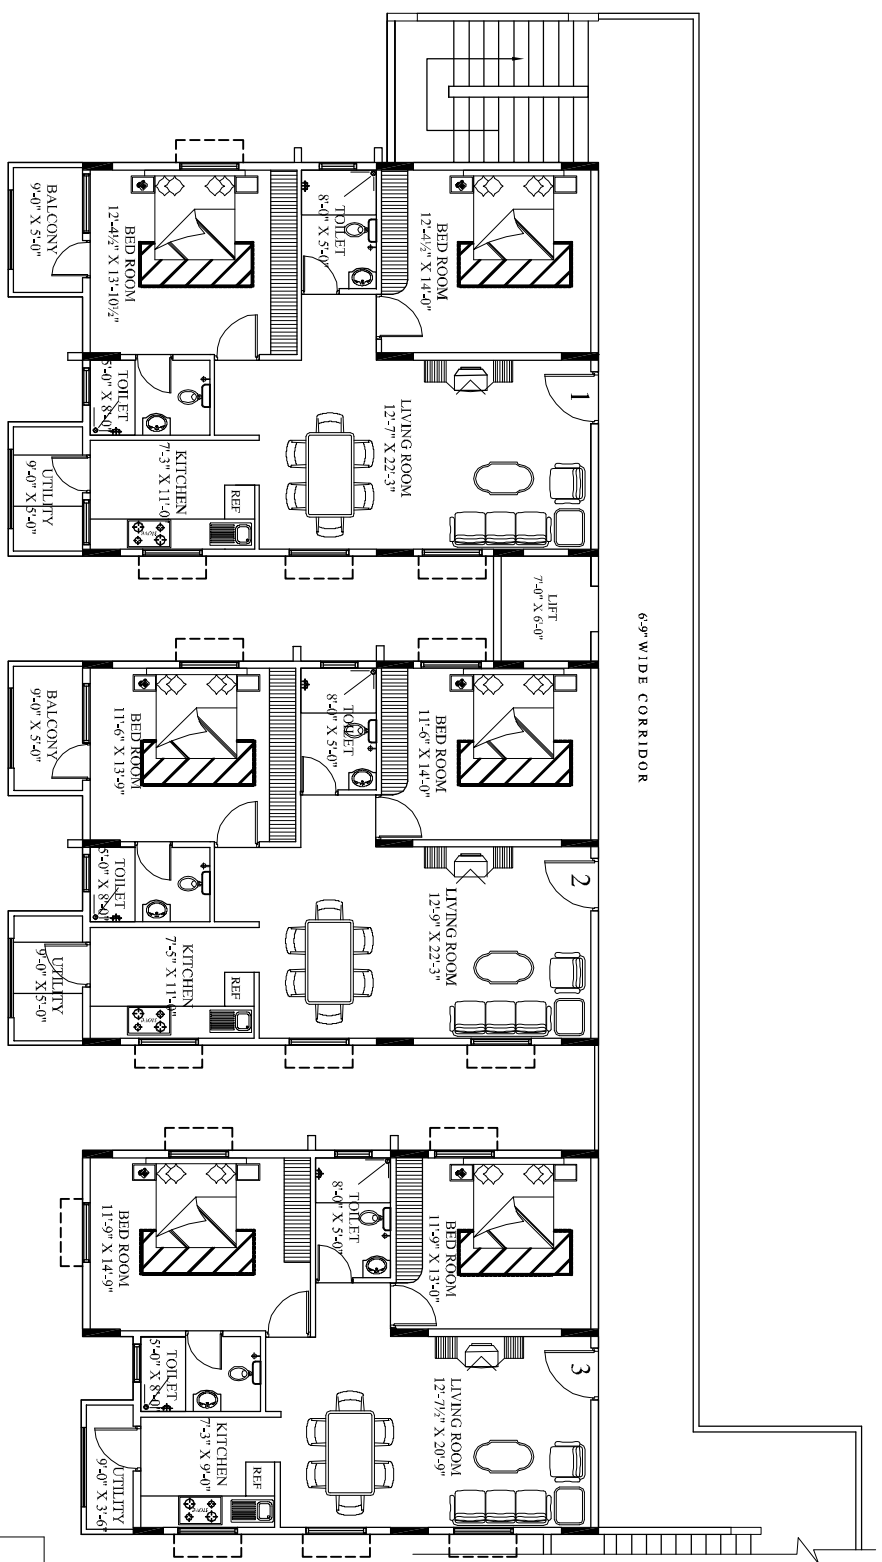 BALCONY
9'-0" X 5'-0"
BED ROOM
12'-4½" X 13'-10½"
TOILET
8'-0" X 5'-0"
BED ROOM
12'-4½" X 14'-0"
TOILET
5'-0" X 8'-0"
LIVING ROOM
12'-7" X 22'-3"
1
UTILITY
9'-0" X 5'-0"
KITCHEN
7'-3" X 11'-0
REF
STOVE
LIFT
7'-0" X 6'-0"
6'-9" WIDE CORRIDOR
BALCONY
9'-0" X 5'-0"
BED ROOM
11'-6" X 13'-9"
TOILET
8'-0" X 5'-0"
BED ROOM
11'-6" X 14'-0"
TOILET
5'-0" X 8'-0"
LIVING ROOM
12'-9" X 22'-3"
2
UTILITY
9'-0" X 5'-0"
KITCHEN
7'-5" X 11'-0"
REF
STOVE
BED ROOM
11'-9" X 14'-9"
TOILET
8'-0" X 5'-0"
BED ROOM
11'-9" X 13'-0"
TOILET
5'-0" X 8'-0"
LIVING ROOM
12'-7½" X 20'-9"
3
UTILITY
9'-0" X 3'-6"
KITCHEN
7'-3" X 9'-0"
REF
STOVE